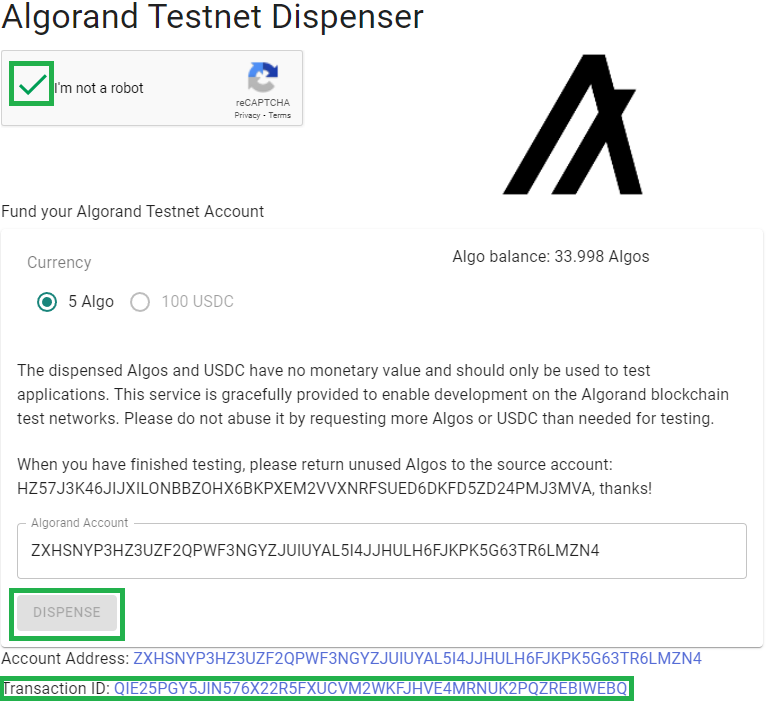 Algorand Testnet Dispenser
I'm not a robot
reCAPTCHA
Privacy - Terms
Fund your Algorand Testnet Account
Currency
Algo balance: 33.998 Algos
5 Algo
100 USDC
The dispensed Algos and USDC have no monetary value and should only be used to test
applications. This service is gracefully provided to enable development on the Algorand blockchain
test networks. Please do not abuse it by requesting more Algos or USDC than needed for testing.
When you have finished testing, please return unused Algos to the source account:
HZ57J3K46JIJXILONBBZOHX6BKPXEM2VVXNRFSUED6DKFD5ZD24PMJ3MVA, thanks!
Algorand Account
ZXHSNYP3HZ3UZF2QPWF3NGYZJUIUYAL5I4JJHULH6FJKPK5G63TR6LMZN4
DISPENSE
Account Address: ZXHSNYP3HZ3UZF2QPWF3NGYZJUIUYAL5I4JJHULH6FJKPK5G63TR6LMZN4
Transaction ID: QIE25PGY5JIN576X22R5FXUCVM2WKFJHVE4MRNUK2PQZREBIWEBQ